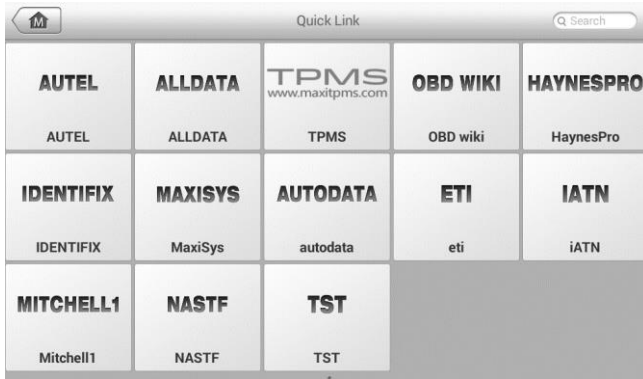 M
Quick Link
Search
AUTEL
ALLDATA
TPMS
www.maxitpms.com
OBD WIKI
HAYNESPRO
AUTEL
ALLDATA
TPMS
OBD wiki
HaynesPro
IDENTIFIX
MAXISYS
AUTODATA
ETI
IATN
IDENTIFIX
MaxiSys
autodata
eti
iATN
MITCHELL1
NASTF
TST
Mitchell1
NASTF
TST